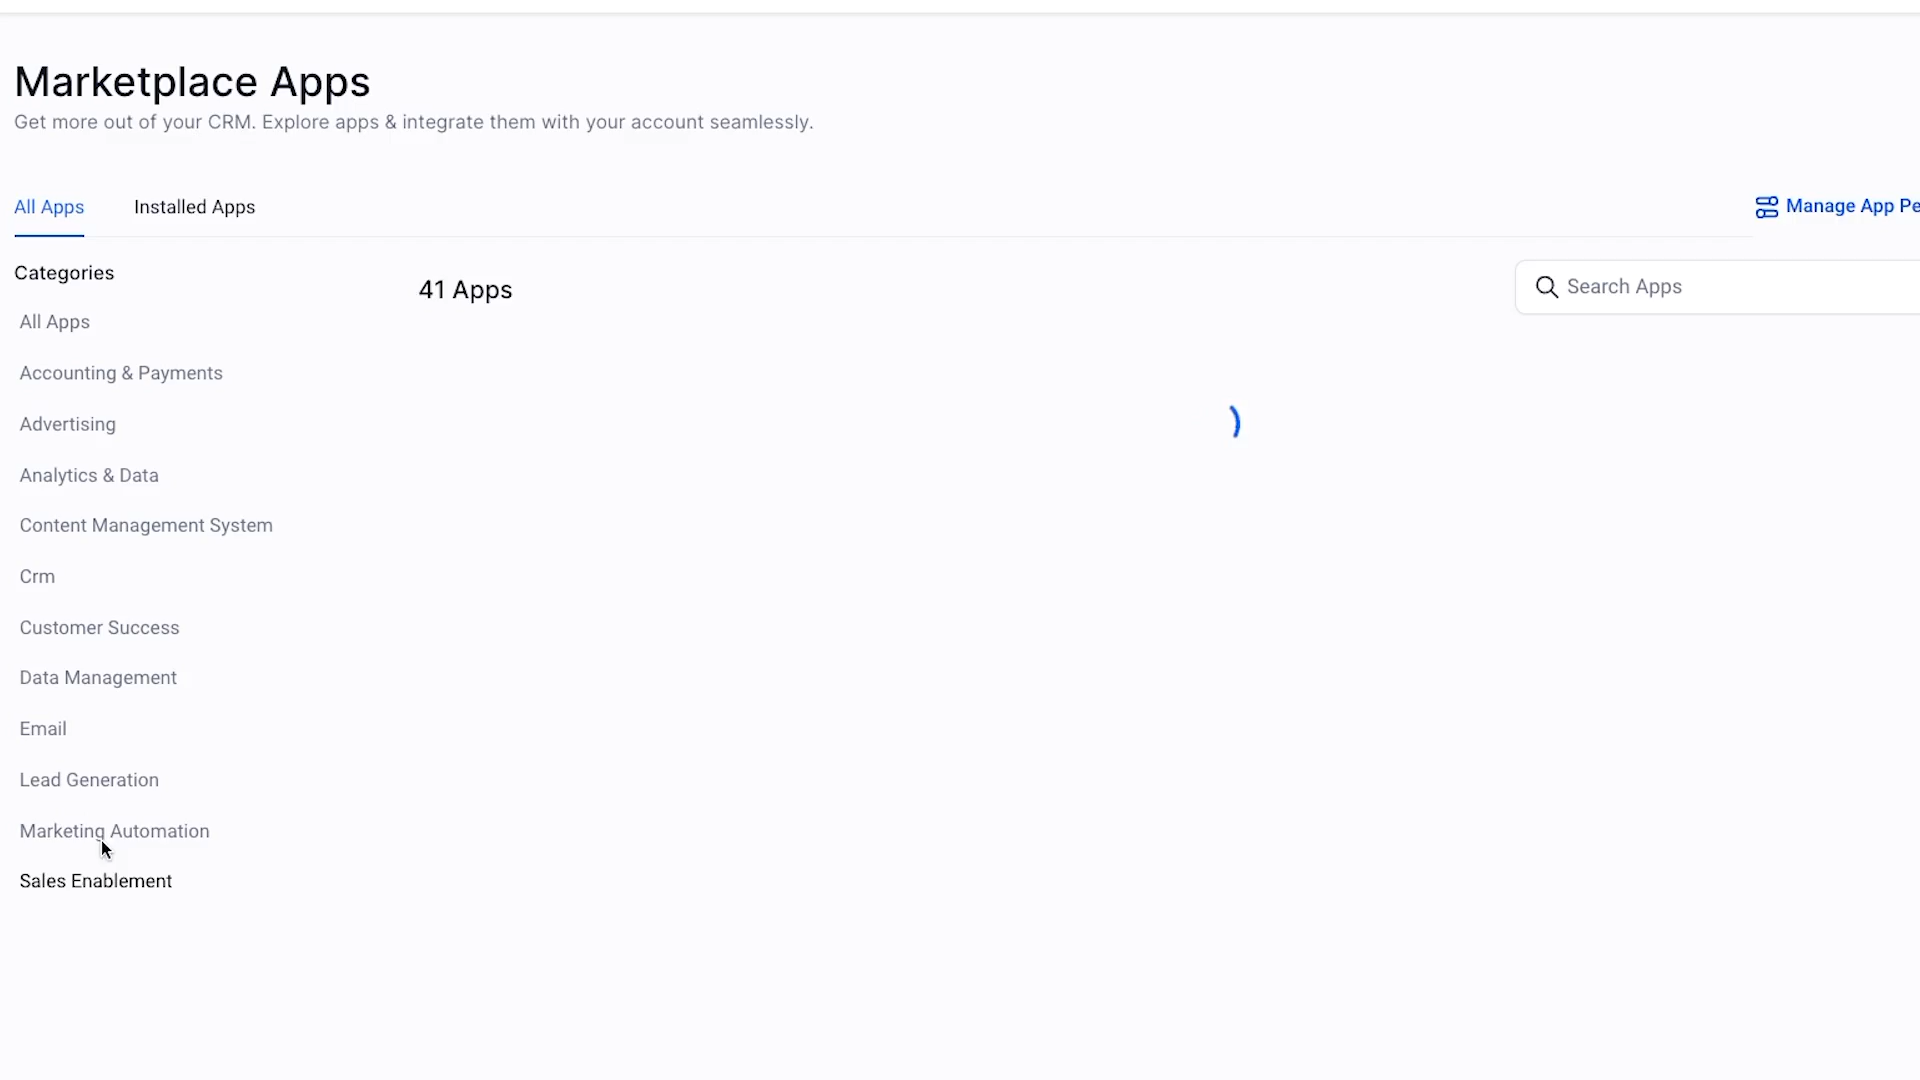 Marketplace Apps
Get more out of your CRM. Explore apps & integrate them with your account seamlessly.
All Apps
Installed Apps
Manage App Pe
Categories
41 Apps
Search Apps
All Apps
Accounting & Payments
Advertising
Analytics & Data
Content Management System
Crm
Customer Success
Data Management
Email
Lead Generation
Marketing Automation
Sales Enablement